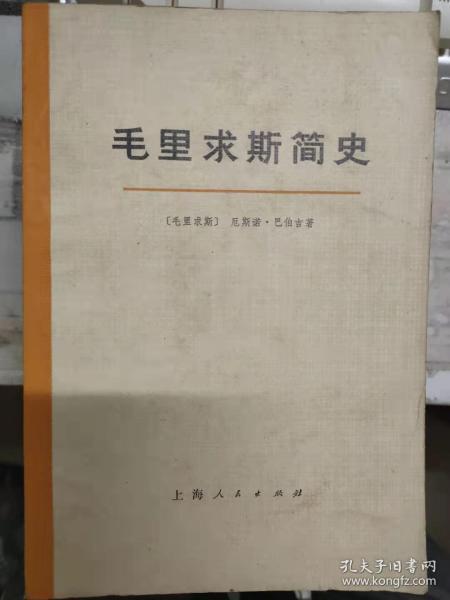 毛里求斯简史
〔毛里求斯〕 厄斯诺·巴伯吉著
上海人民出版社
孔夫子旧书网
www.kongfz.com